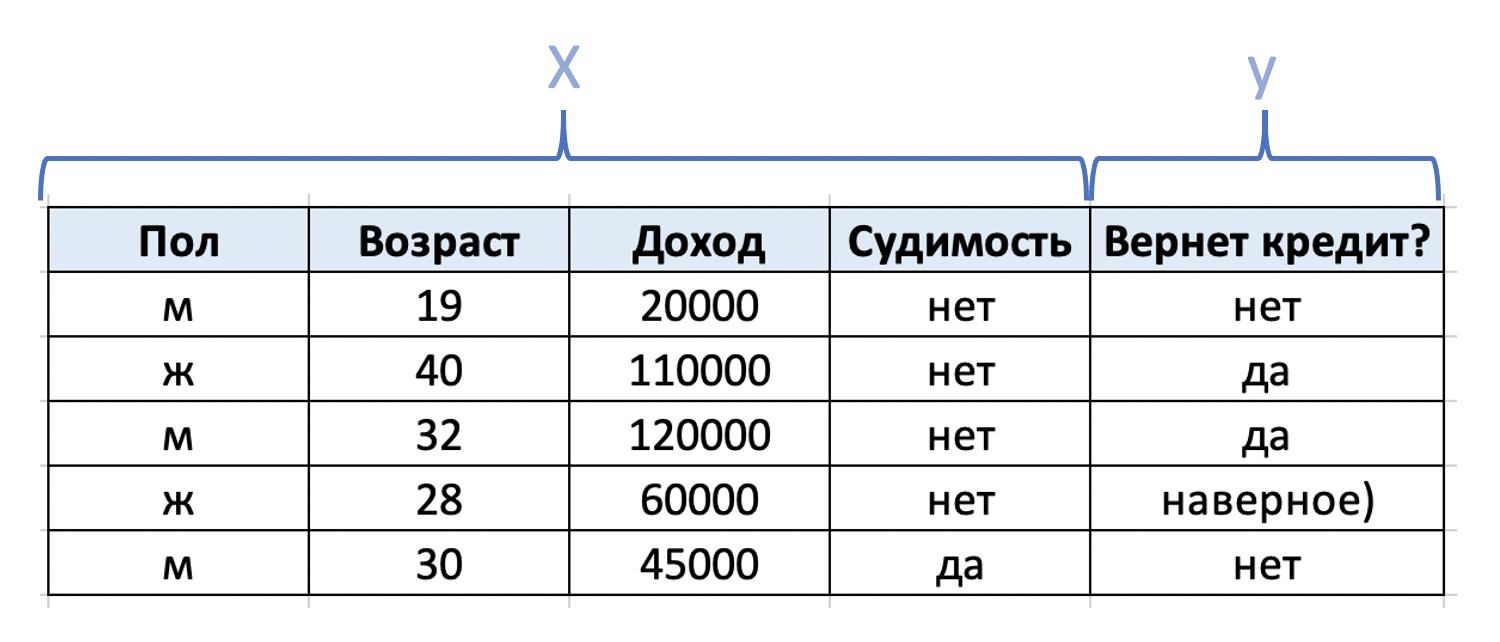 X y
Пол Возраст Доход Судимость Вернет кредит?
м 19 20000 нет нет
ж 40 110000 нет да
м 32 120000 нет да
ж 28 60000 нет наверное)
м 30 45000 да нет